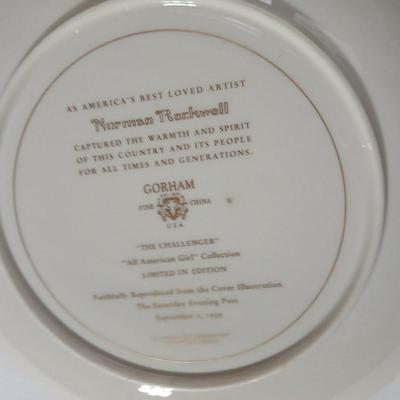 AS AMERICA'S BEST LOVED ARTIST
Norman Rockwell
CAPTURED THE WARMTH AND SPIRIT
OF THIS COUNTRY AND ITS PEOPLE
FOR ALL TIMES AND GENERATIONS.
GORHAM
FINE CHINA
U.S.A.
"THE CHALLENGER"
"All American Girl" Collection
LIMITED IN EDITION
Faithfully Reproduced from the Cover Illustration
The Saturday Evening Post
September